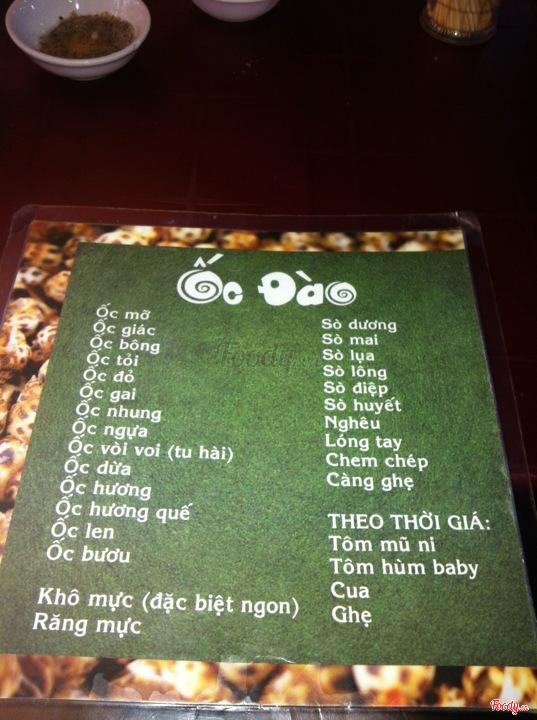 Ốc Đào
Ốc mỡ
Ốc giác
Ốc bông
Ốc tỏi
Ốc đỏ
Ốc gai
Ốc nhung
Ốc ngựa
Ốc vòi voi (tu hài)
Ốc dừa
Ốc hương
Ốc hương quế
Ốc len
Ốc bươu
Khô mực (đặc biệt ngon)
Răng mực
Sò dương
Sò mai
Sò lụa
Sò lông
Sò điệp
Sò huyết
Nghêu
Lóng tay
Chem chép
Càng ghẹ
THEO THỜI GIÁ:
Tôm mũ ni
Tôm hùm baby
Cua
Ghẹ
Foody
Foody.vn